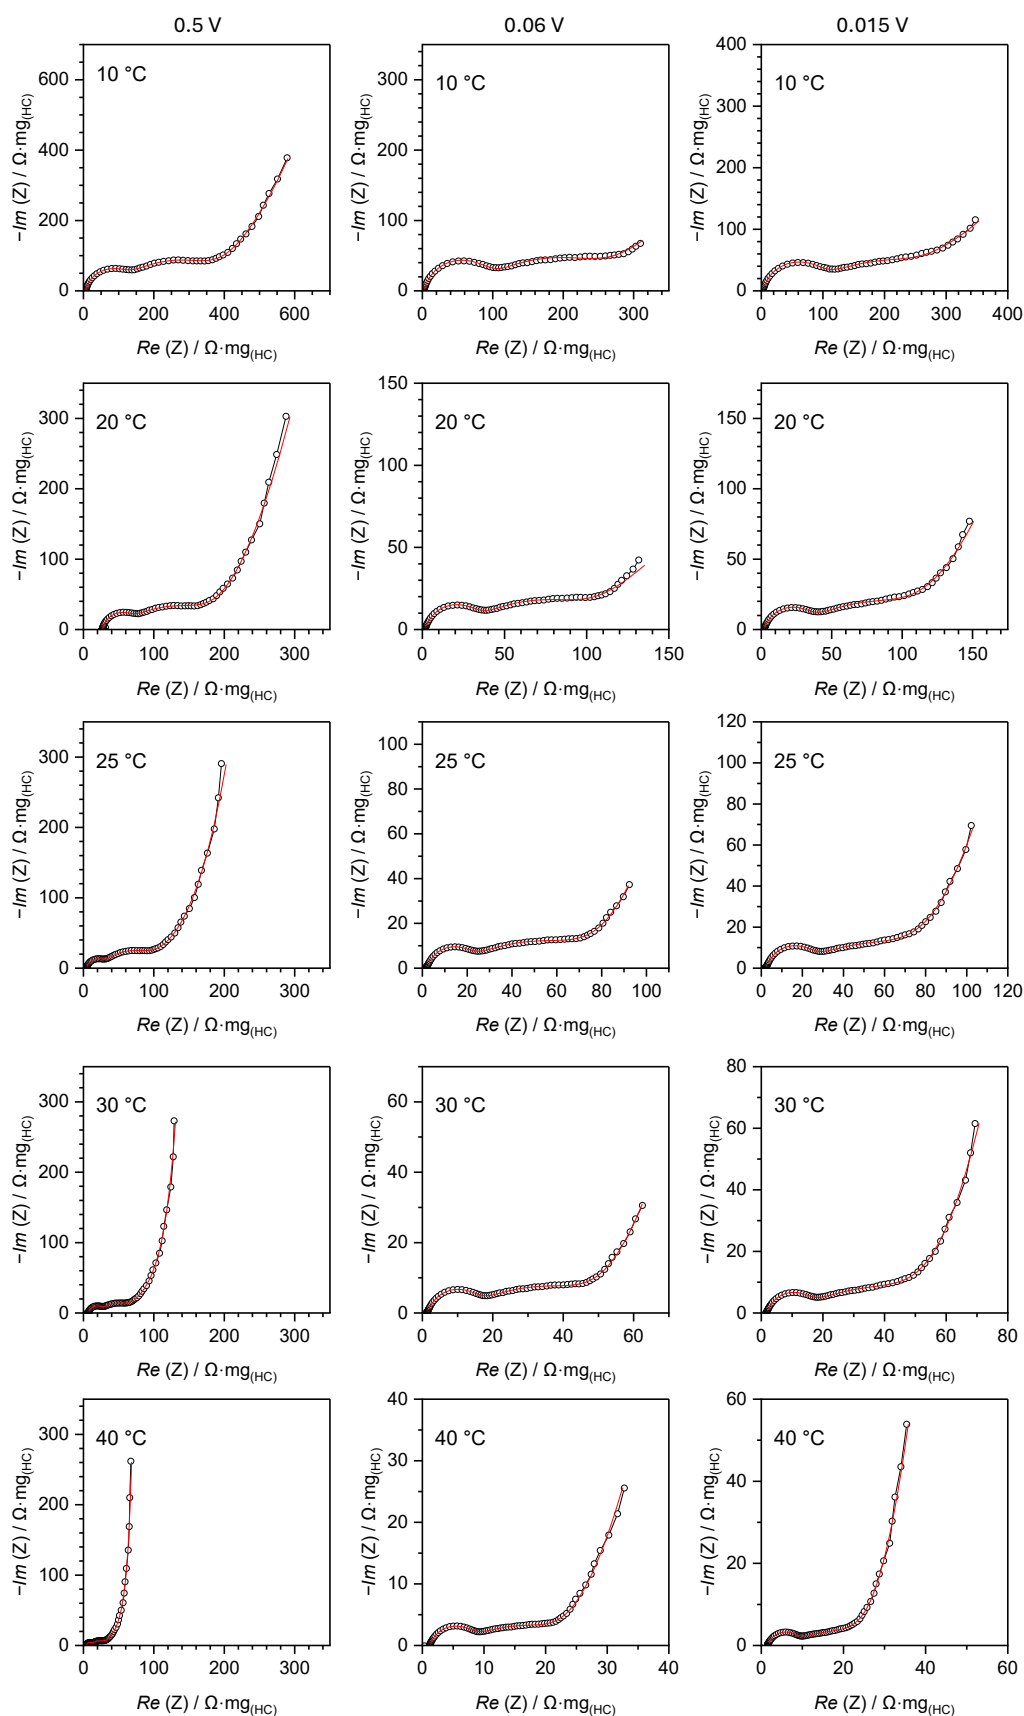 0.5 V 0.06 V 0.015 V
10 °C 10 °C 10 °C
−Im (Z) / Ω·mg(HC) −Im (Z) / Ω·mg(HC) −Im (Z) / Ω·mg(HC)
600 400 200 0
300 200 100 0
400 300 200 100 0
0 200 400 600 0 100 200 300 0 100 200 300 400
Re (Z) / Ω·mg(HC) Re (Z) / Ω·mg(HC) Re (Z) / Ω·mg(HC)
20 °C 20 °C 20 °C
−Im (Z) / Ω·mg(HC) −Im (Z) / Ω·mg(HC) −Im (Z) / Ω·mg(HC)
300 200 100 0
150 100 50 0
150 100 50 0
0 100 200 300 0 50 100 150 0 50 100 150
Re (Z) / Ω·mg(HC) Re (Z) / Ω·mg(HC) Re (Z) / Ω·mg(HC)
25 °C 25 °C 25 °C
−Im (Z) / Ω·mg(HC) −Im (Z) / Ω·mg(HC) −Im (Z) / Ω·mg(HC)
300 200 100 0
100 80 60 40 20 0
120 100 80 60 40 20 0
0 100 200 300 0 20 40 60 80 100 0 20 40 60 80 100 120
Re (Z) / Ω·mg(HC) Re (Z) / Ω·mg(HC) Re (Z) / Ω·mg(HC)
30 °C 30 °C 30 °C
−Im (Z) / Ω·mg(HC) −Im (Z) / Ω·mg(HC) −Im (Z) / Ω·mg(HC)
300 200 100 0
60 40 20 0
80 60 40 20 0
0 100 200 300 0 20 40 60 0 20 40 60 80
Re (Z) / Ω·mg(HC) Re (Z) / Ω·mg(HC) Re (Z) / Ω·mg(HC)
40 °C 40 °C 40 °C
−Im (Z) / Ω·mg(HC) −Im (Z) / Ω·mg(HC) −Im (Z) / Ω·mg(HC)
300 200 100 0
40 30 20 10 0
60 40 20 0
0 100 200 300 0 10 20 30 40 0 20 40 60
Re (Z) / Ω·mg(HC) Re (Z) / Ω·mg(HC) Re (Z) / Ω·mg(HC)